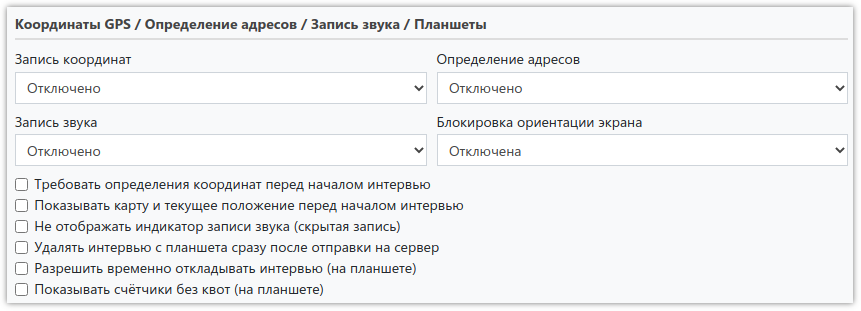 Координаты GPS / Определение адресов / Запись звука / Планшеты
Запись координат
Определение адресов
Отключено
Отключено
Запись звука
Блокировка ориентации экрана
Отключено
Отключена
Требовать определения координат перед началом интервью
Показывать карту и текущее положение перед началом интервью
Не отображать индикатор записи звука (скрытая запись)
Удалять интервью с планшета сразу после отправки на сервер
Разрешить временно откладывать интервью (на планшете)
Показывать счётчики без квот (на планшете)